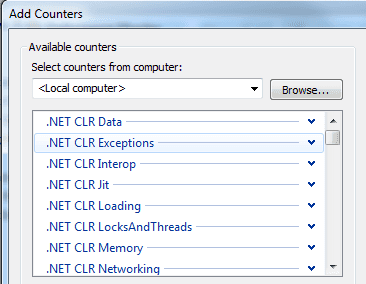 Add Counters
Available counters
Select counters from computer:
<Local computer>
Browse...
.NET CLR Data
.NET CLR Exceptions
.NET CLR Interop
.NET CLR Jit
.NET CLR Loading
.NET CLR LocksAndThreads
.NET CLR Memory
.NET CLR Networking